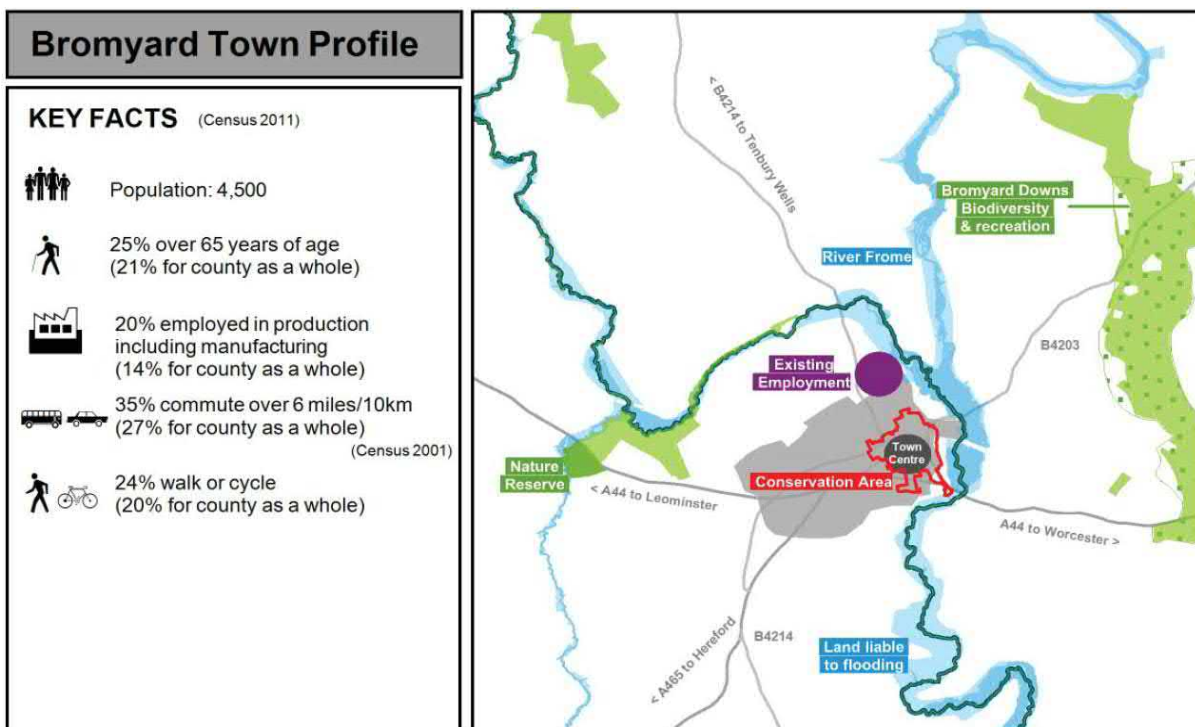 Bromyard Town Profile
KEY FACTS (Census 2011)
Population: 4,500
25% over 65 years of age
(21% for county as a whole)
20% employed in production
including manufacturing
(14% for county as a whole)
35% commute over 6 miles/10km
(27% for county as a whole)
(Census 2001)
24% walk or cycle
(20% for county as a whole)
< B4214 to Tenbury Wells
Bromyard Downs
Biodiversity
& recreation
River Frome
B4203
Existing
Employment
Town
Centre
Nature
Reserve
Conservation Area
< A44 to Leominster
A44 to Worcester >
B4214
< A465 to Hereford
Land liable
to flooding